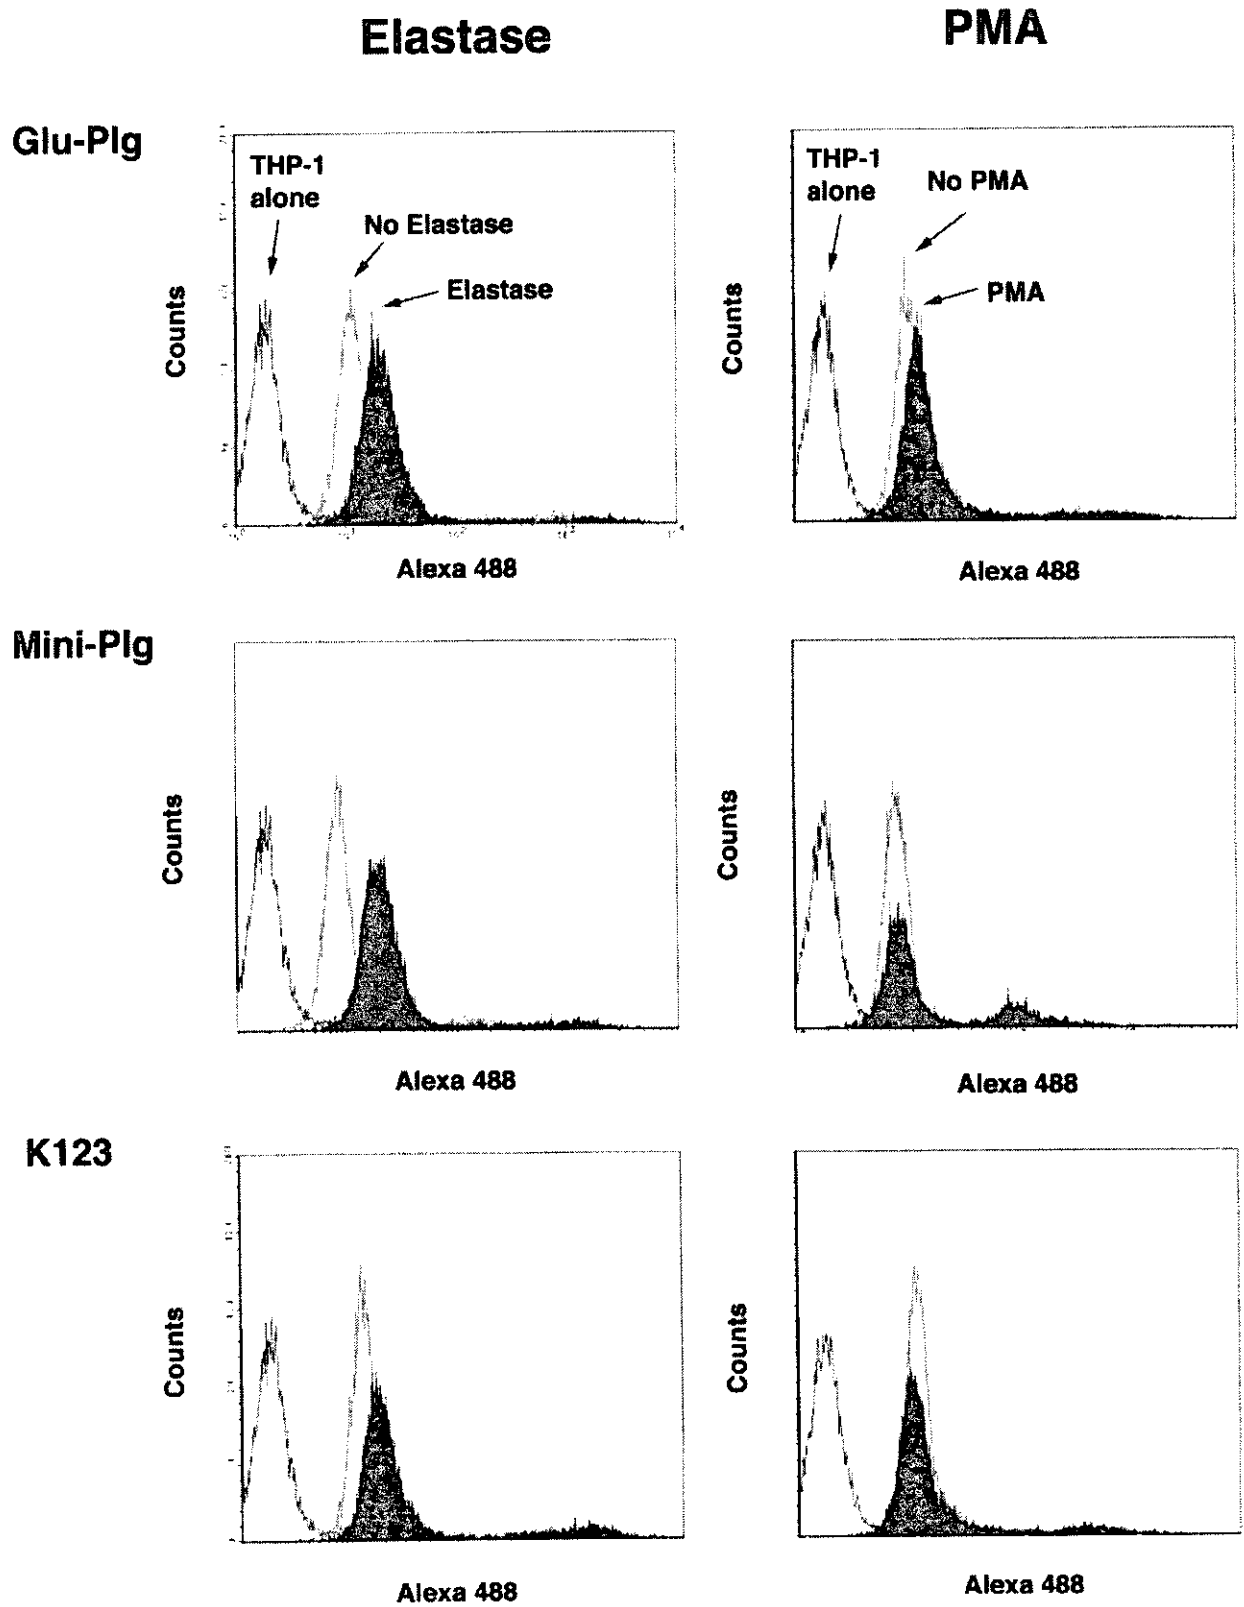 Elastase
PMA
Glu-Plg
THP-1
alone
No Elastase
Elastase
Counts
Alexa 488
THP-1
alone
No PMA
PMA
Counts
Alexa 488
Mini-Plg
Counts
Alexa 488
Counts
Alexa 488
K123
Counts
Alexa 488
Counts
Alexa 488